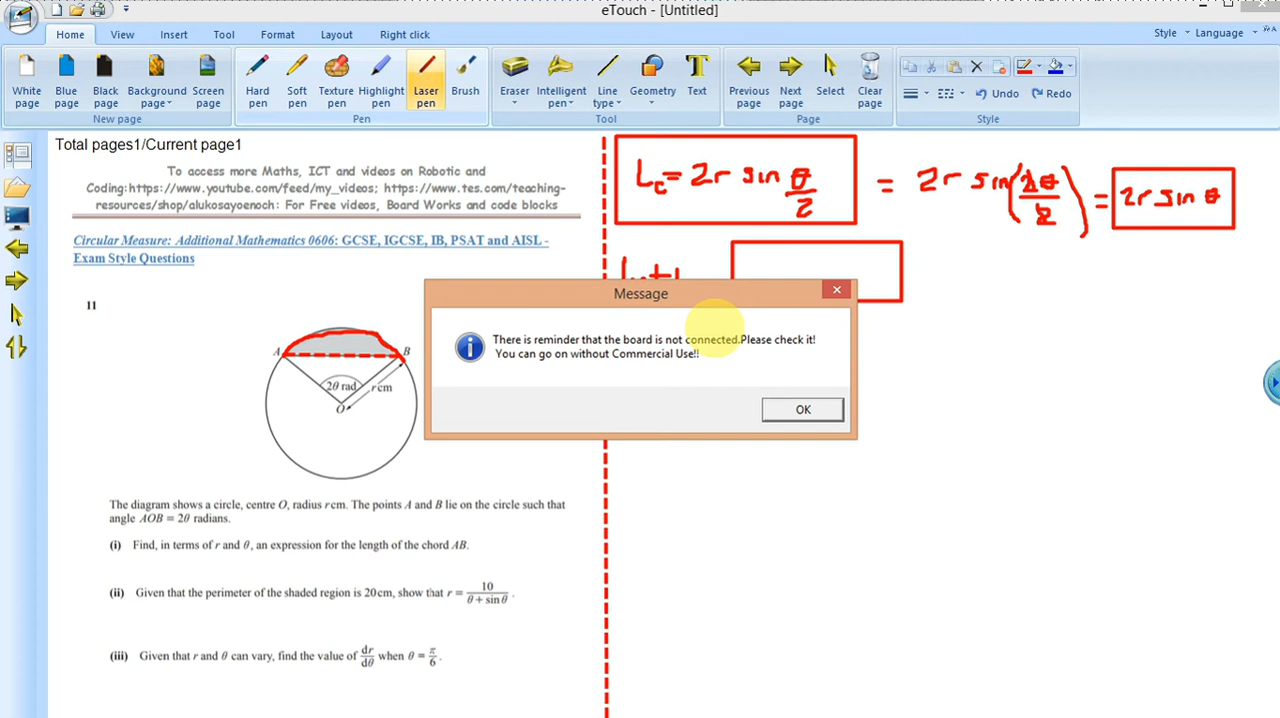 eTouch - [Untitled]
Home View Insert Tool Format Layout Right click
Style Language
White page
Blue page
Black page
Background page
Screen page
Hard pen
Soft pen
Texture pen
Highlight pen
Laser pen
Brush
Eraser
Intelligent pen
Line type
Geometry
Text
Previous page
Next page
Select
Clear page
Undo Redo
New page Pen Tool Page Style
Total pages1/Current page1
To access more Maths, ICT and videos on Robotic and
Coding:https://www.youtube.com/feed/my_videos; https://www.tes.com/teaching-
resources/shop/alukosayoenoch: For Free videos, Board Works and code blocks
Circular Measure: Additional Mathematics 0606: GCSE, IGCSE, IB, PSAT and AISL -
Exam Style Questions
11
A B
2θ rad r cm
O
The diagram shows a circle, centre O, radius r cm. The points A and B lie on the circle such that
angle AOB = 2θ radians.
(i) Find, in terms of r and θ, an expression for the length of the chord AB.
(ii) Given that the perimeter of the shaded region is 20 cm, show that r = 10/(θ + sin θ).
(iii) Given that r and θ can vary, find the value of dr/dθ when θ = π/6.
Lc = 2r sin θ/2 = 2r sin(2θ/2) = 2r sin θ
Message
There is reminder that the board is not connected.Please check it!
You can go on without Commercial Use!!
OK